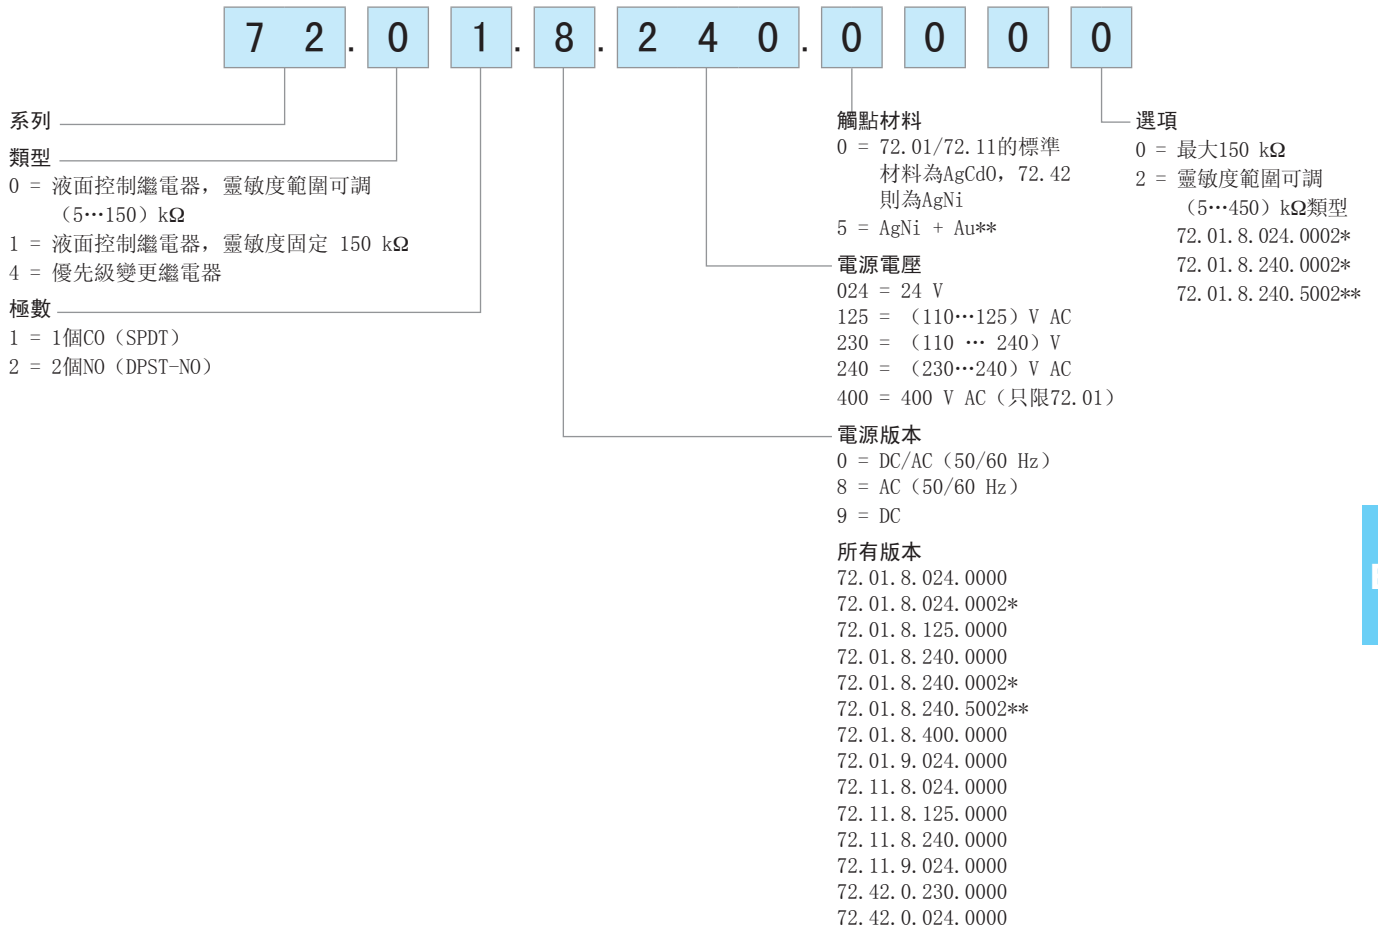 72.01.8.240.0000
系列
類型
0 = 液面控制繼電器，靈敏度範圍可調
（5…150）kΩ
1 = 液面控制繼電器，靈敏度固定 150 kΩ
4 = 優先級變更繼電器
極數
1 = 1個CO（SPDT）
2 = 2個NO（DPST-NO）
觸點材料
0 = 72.01/72.11的標準
材料為AgCdO，72.42
則為AgNi
5 = AgNi + Au**
電源電壓
024 = 24 V
125 = （110…125）V AC
230 = （110 … 240）V
240 = （230…240）V AC
400 = 400 V AC（只限72.01）
電源版本
0 = DC/AC（50/60 Hz）
8 = AC（50/60 Hz）
9 = DC
所有版本
72.01.8.024.0000
72.01.8.024.0002*
72.01.8.125.0000
72.01.8.240.0000
72.01.8.240.0002*
72.01.8.240.5002**
72.01.8.400.0000
72.01.9.024.0000
72.11.8.024.0000
72.11.8.125.0000
72.11.8.240.0000
72.11.9.024.0000
72.42.0.230.0000
72.42.0.024.0000
選項
0 = 最大150 kΩ
2 = 靈敏度範圍可調
（5…450）kΩ類型
72.01.8.024.0002*
72.01.8.240.0002*
72.01.8.240.5002**